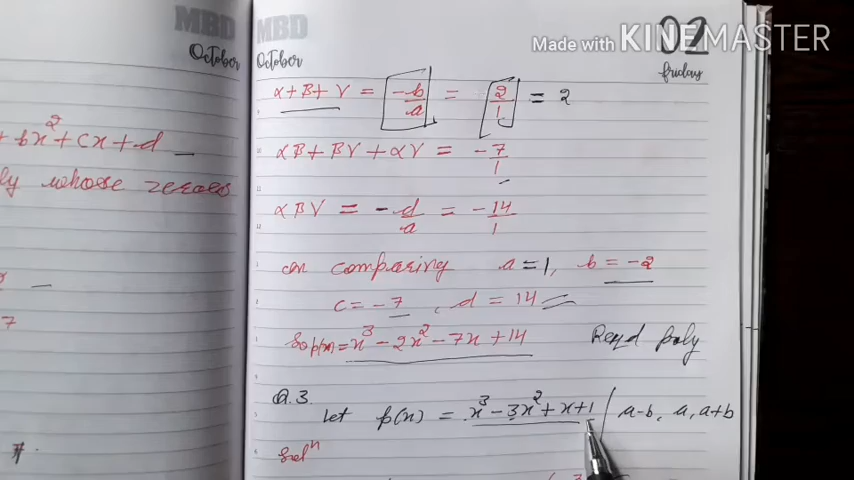 MBD
October
+ bx² + cx + d
ly whose zeroes
7
Made with KINEMASTER
MBD
October
02
friday
α+β+γ = -b/a = 2/1 = 2
αβ+βγ+αγ = -7/1
αβγ = -d/a = -14/1
on comparing a=1, b=-2
c=-7, d=14
So p(x)=x³-2x²-7x+14 Reqd poly
Q.3
Let p(x) = x³-3x²+x+1 / a-b, a, a+b
Solⁿ